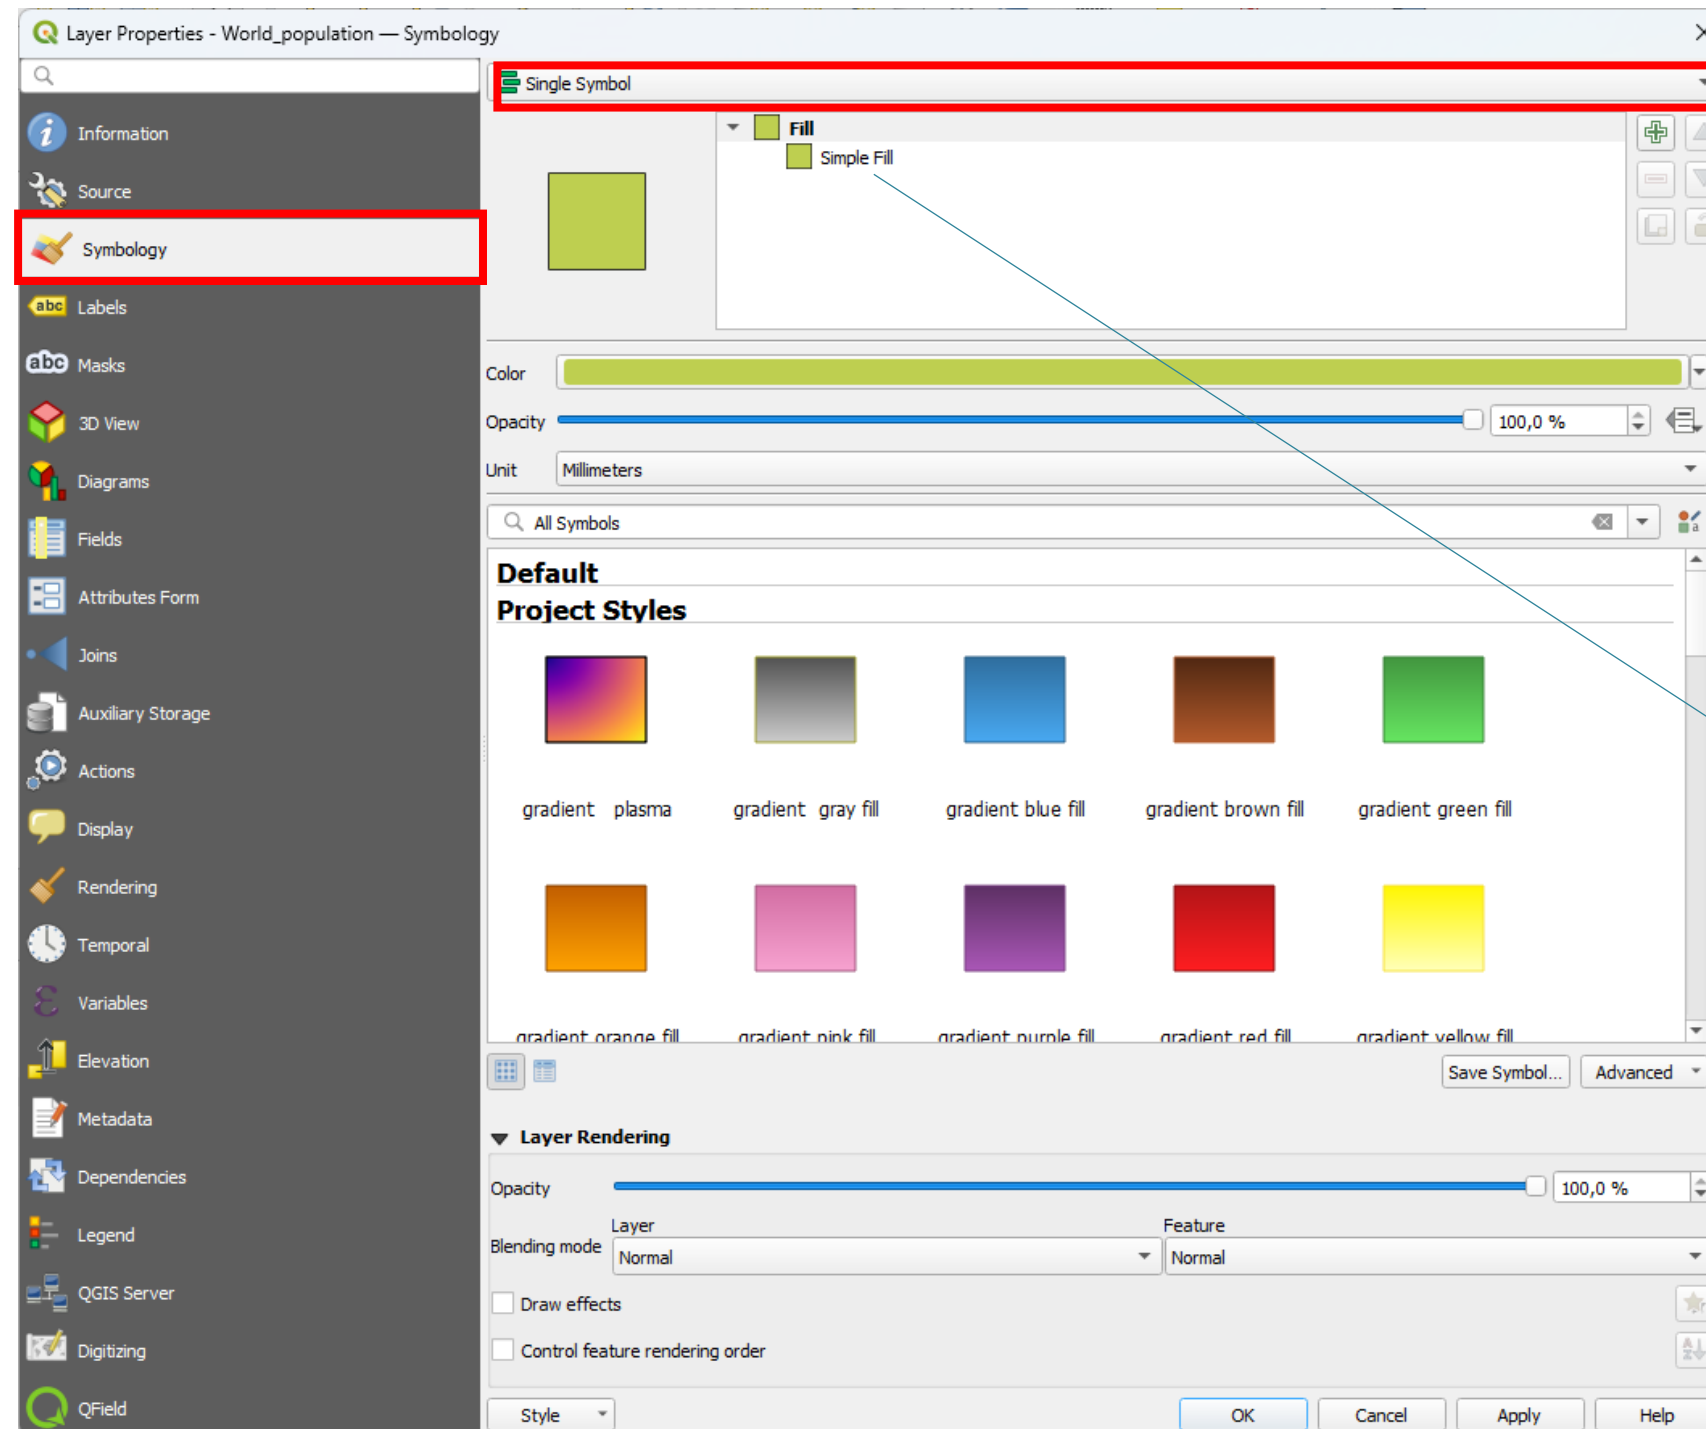 Layer Properties - World_population — Symbology
Information
Source
Symbology
abc Labels
abc Masks
3D View
Diagrams
Fields
Attributes Form
Joins
Auxiliary Storage
Actions
Display
Rendering
Temporal
Variables
Elevation
Metadata
Dependencies
Legend
QGIS Server
Digitizing
QField
Single Symbol
Fill
Simple Fill
Color
Opacity 100,0 %
Unit Millimeters
All Symbols
Default
Project Styles
gradient plasma gradient gray fill gradient blue fill gradient brown fill gradient green fill
gradient orange fill gradient pink fill gradient purple fill gradient red fill gradient yellow fill
Save Symbol... Advanced
Layer Rendering
Opacity 100,0 %
Layer Feature
Blending mode Normal Normal
Draw effects
Control feature rendering order
Style OK Cancel Apply Help